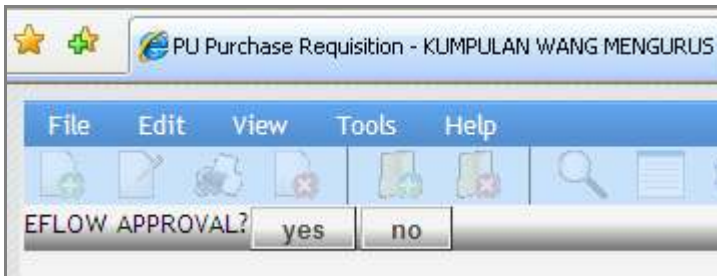 PU Purchase Requisition - KUMPULAN WANG MENGURUS
File Edit View Tools Help
EFLOW APPROVAL? yes no